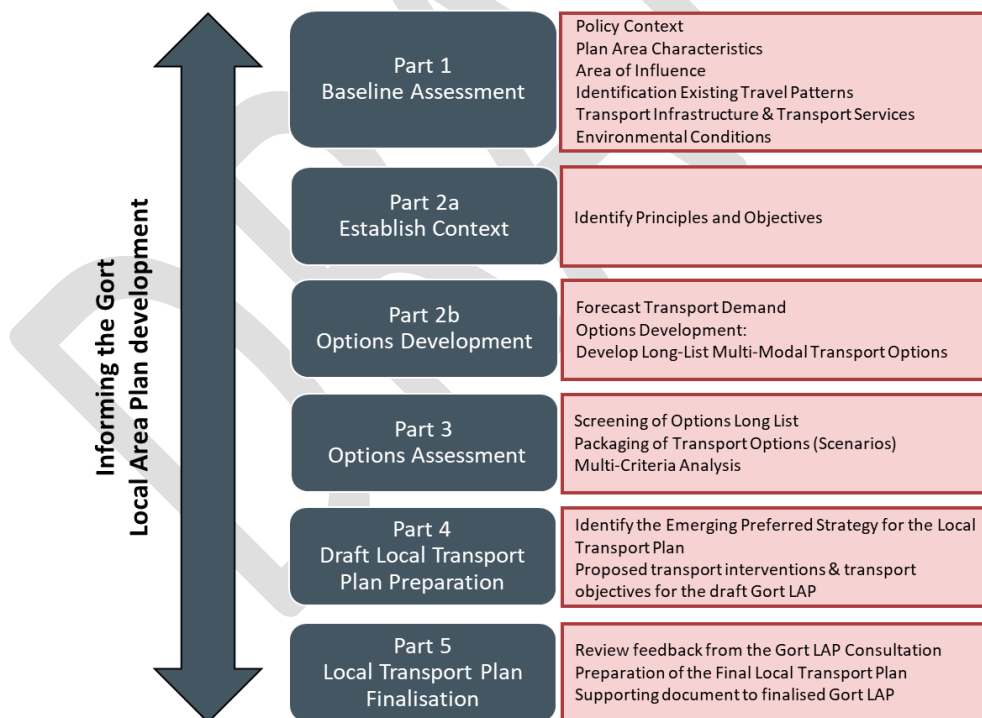 Informing the Gort
Local Area Plan development
Part 1
Baseline Assessment
Policy Context
Plan Area Characteristics
Area of Influence
Identification Existing Travel Patterns
Transport Infrastructure & Transport Services
Environmental Conditions
Part 2a
Establish Context
Identify Principles and Objectives
Part 2b
Options Development
Forecast Transport Demand
Options Development:
Develop Long-List Multi-Modal Transport Options
Part 3
Options Assessment
Screening of Options Long List
Packaging of Transport Options (Scenarios)
Multi-Criteria Analysis
Part 4
Draft Local Transport
Plan Preparation
Identify the Emerging Preferred Strategy for the Local
Transport Plan
Proposed transport interventions & transport
objectives for the draft Gort LAP
Part 5
Local Transport Plan
Finalisation
Review feedback from the Gort LAP Consultation
Preparation of the Final Local Transport Plan
Supporting document to finalised Gort LAP